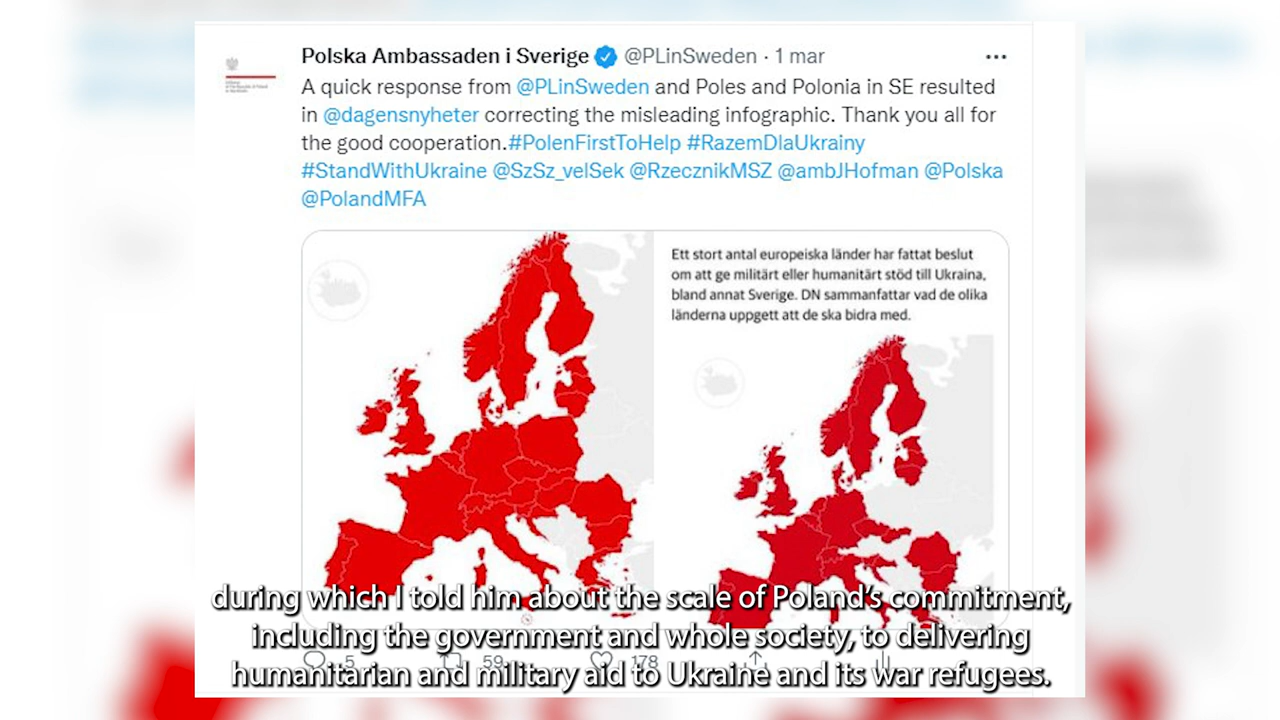 Polska Ambassaden i Sverige @PLinSweden · 1 mar
A quick response from @PLinSweden and Poles and Polonia in SE resulted
in @dagensnyheter correcting the misleading infographic. Thank you all for
the good cooperation.#PolenFirstToHelp #RazemDlaUkrainy
#StandWithUkraine @SzSz_velSek @RzecznikMSZ @ambJHofman @Polska
@PolandMFA
Ett stort antal europeiska länder har fattat beslut
om att ge militärt eller humanitärt stöd till Ukraina,
bland annat Sverige. DN sammanfattar vad de olika
länderna uppgett att de ska bidra med.
during which I told him about the scale of Poland's commitment,
including the government and whole society, to delivering
5 59 178
humanitarian and military aid to Ukraine and its war refugees.